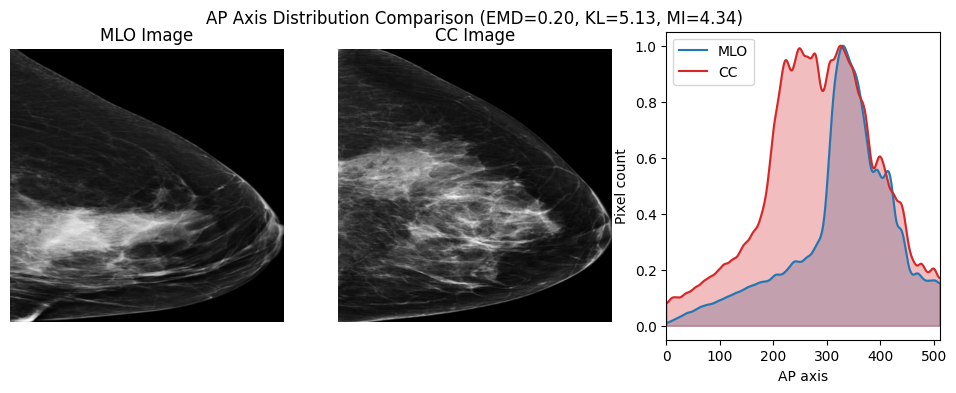 AP Axis Distribution Comparison (EMD=0.20, KL=5.13, MI=4.34)
MLO Image
CC Image
MLO
CC
Pixel count
1.0
0.8
0.6
0.4
0.2
0.0
0 100 200 300 400 500
AP axis